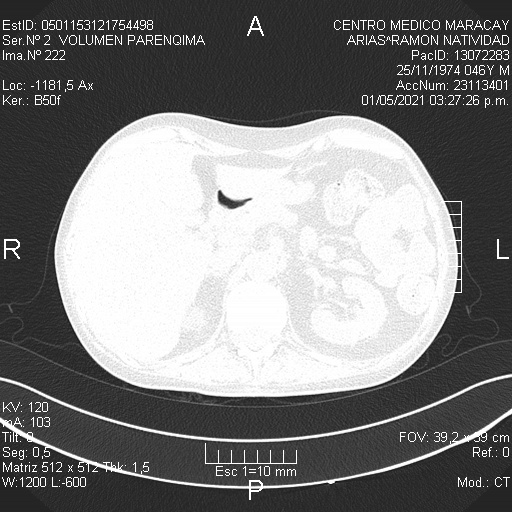 EstID: 0501153121754498
Ser.Nº 2 VOLUMEN PARENQIMA
Ima.Nº 222
Loc: -1181,5 Ax
Ker.: B50f
A
CENTRO MEDICO MARACAY
ARIAS^RAMON NATIVIDAD
PacID: 13072283
25/11/1974 046Y M
AccNum: 23113401
01/05/2021 03:27:26 p.m.
R
L
KV: 120
mA: 103
Tilt: 0
Seg: 0,5
Matriz 512 x 512 Thk: 1,5
W:1200 L:-600
Esc 1=10 mm
P
FOV: 39,2 x 39 cm
Ref.: 0
Mod.: CT